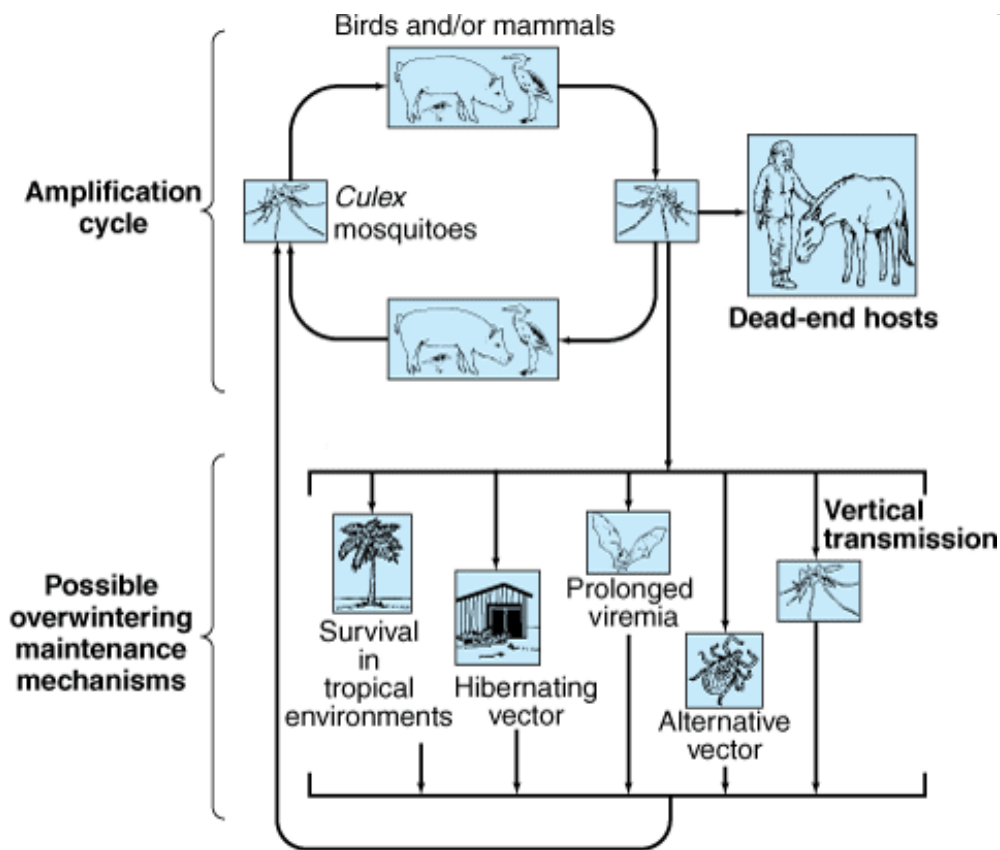 Birds and/or mammals
Amplification
cycle
Culex
mosquitoes
Dead-end hosts
Possible
overwintering
maintenance
mechanisms
Survival
in
tropical
environments
Hibernating
vector
Prolonged
viremia
Alternative
vector
Vertical
transmission